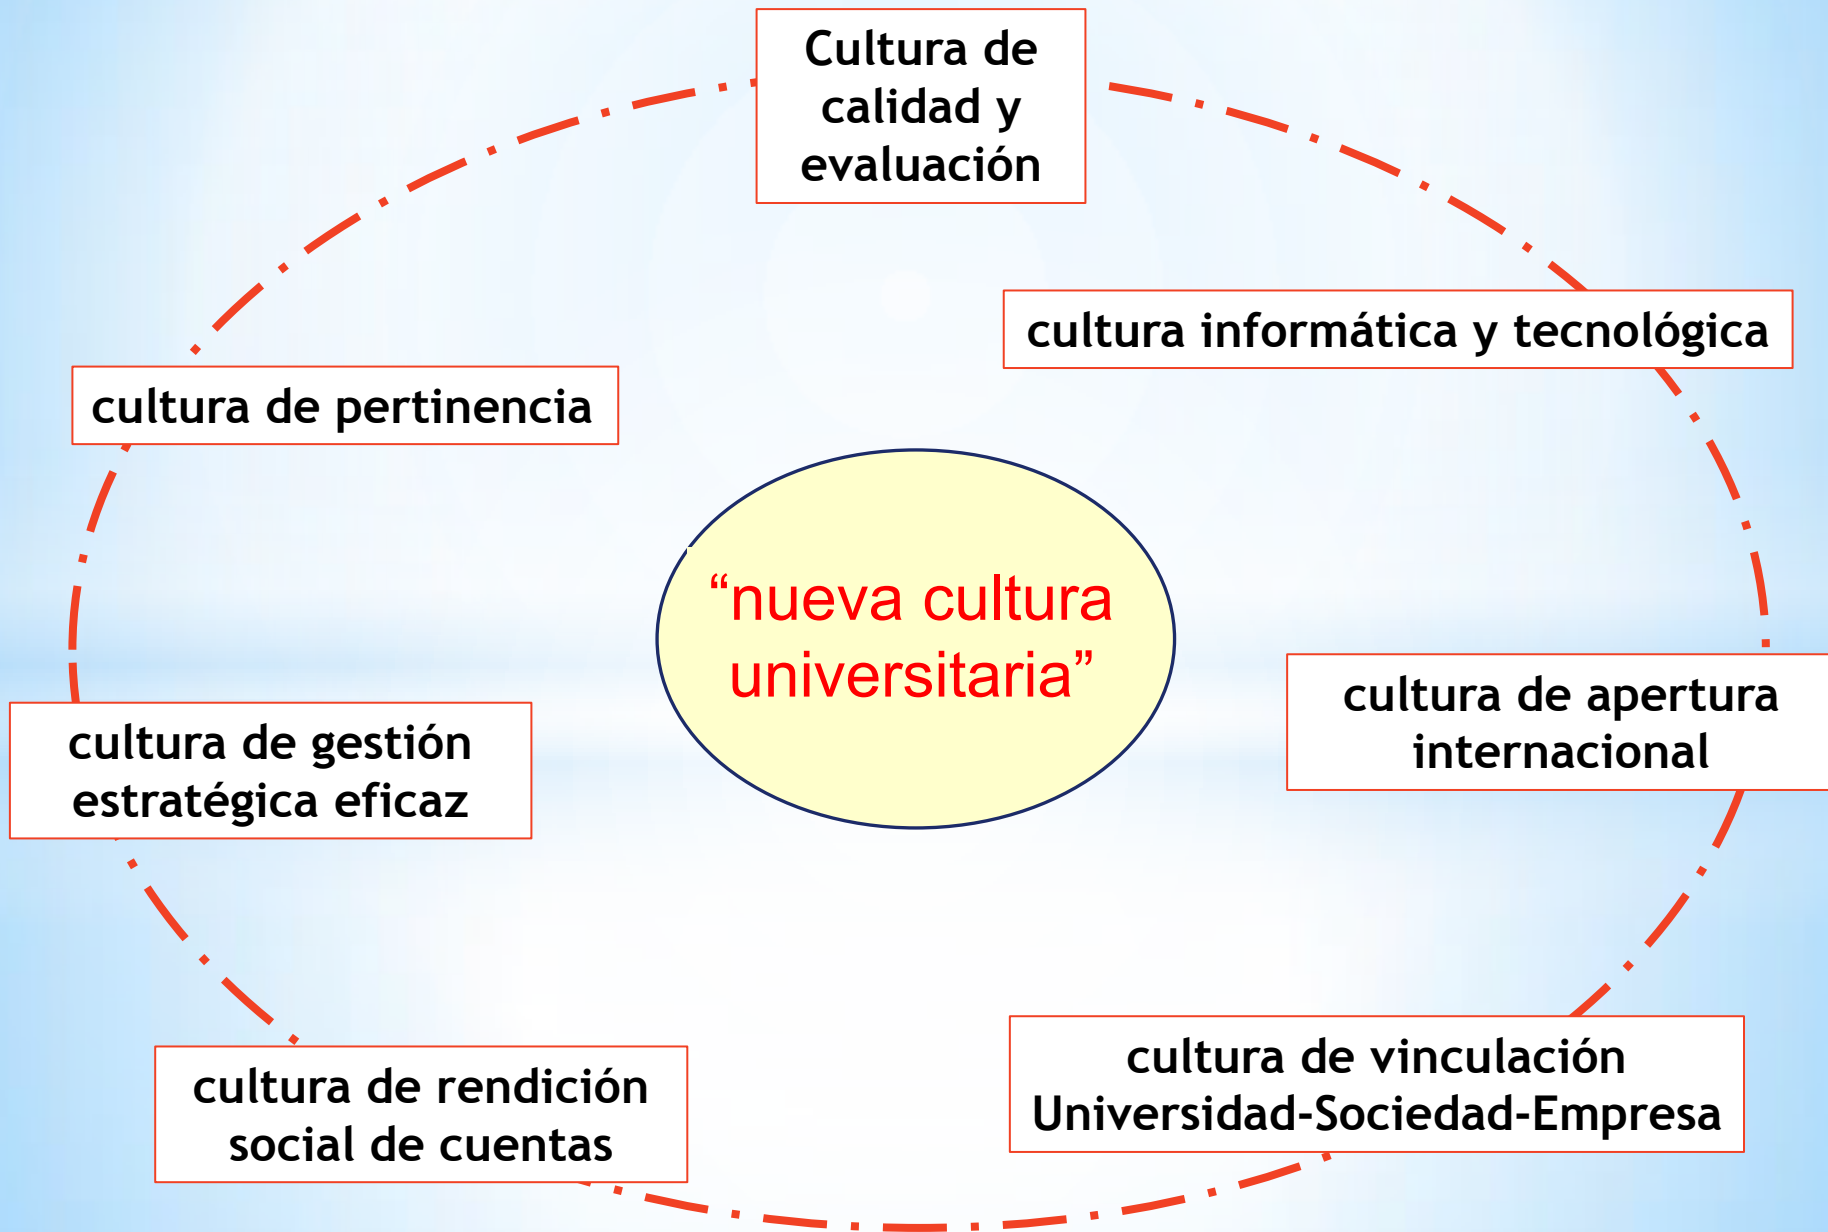 Cultura de
calidad y
evaluación
cultura informática y tecnológica
cultura de pertinencia
“nueva cultura
universitaria”
cultura de apertura
internacional
cultura de gestión
estratégica eficaz
cultura de vinculación
Universidad-Sociedad-Empresa
cultura de rendición
social de cuentas